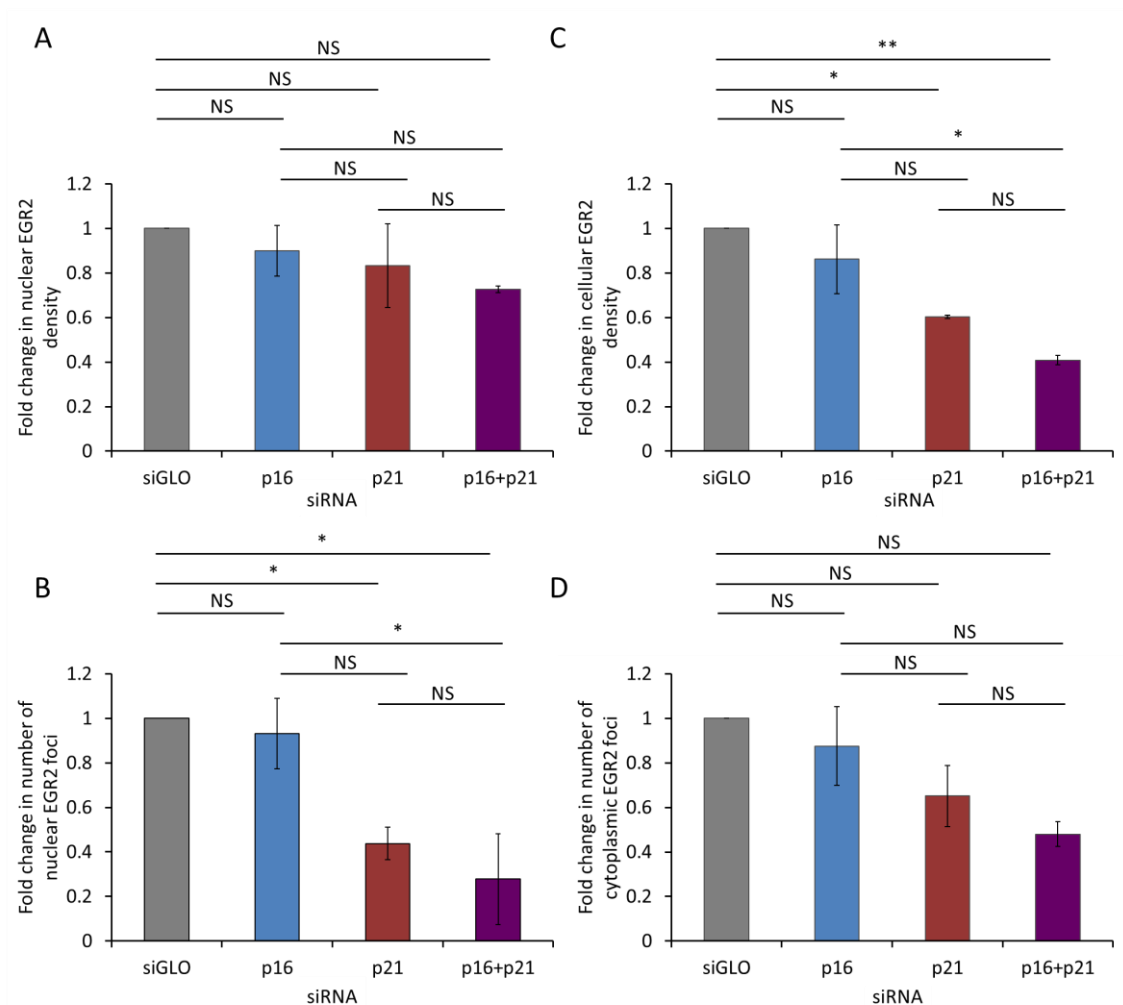 A
NS
NS
NS
NS
NS
NS
1.2
1
0.8
0.6
0.4
0.2
0
Fold change in nuclear EGR2
density
siGLO p16 p21 p16+p21
siRNA
C
**
*
NS
*
NS
NS
1.2
1
0.8
0.6
0.4
0.2
0
Fold change in cellular EGR2
density
siGLO p16 p21 p16+p21
siRNA
B
*
*
NS
*
NS
NS
1.2
1
0.8
0.6
0.4
0.2
0
Fold change in number of
nuclear EGR2 foci
siGLO p16 p21 p16+p21
siRNA
D
NS
NS
NS
NS
NS
NS
1.2
1
0.8
0.6
0.4
0.2
0
Fold change in number of
cytoplasmic EGR2 foci
siGLO p16 p21 p16+p21
siRNA